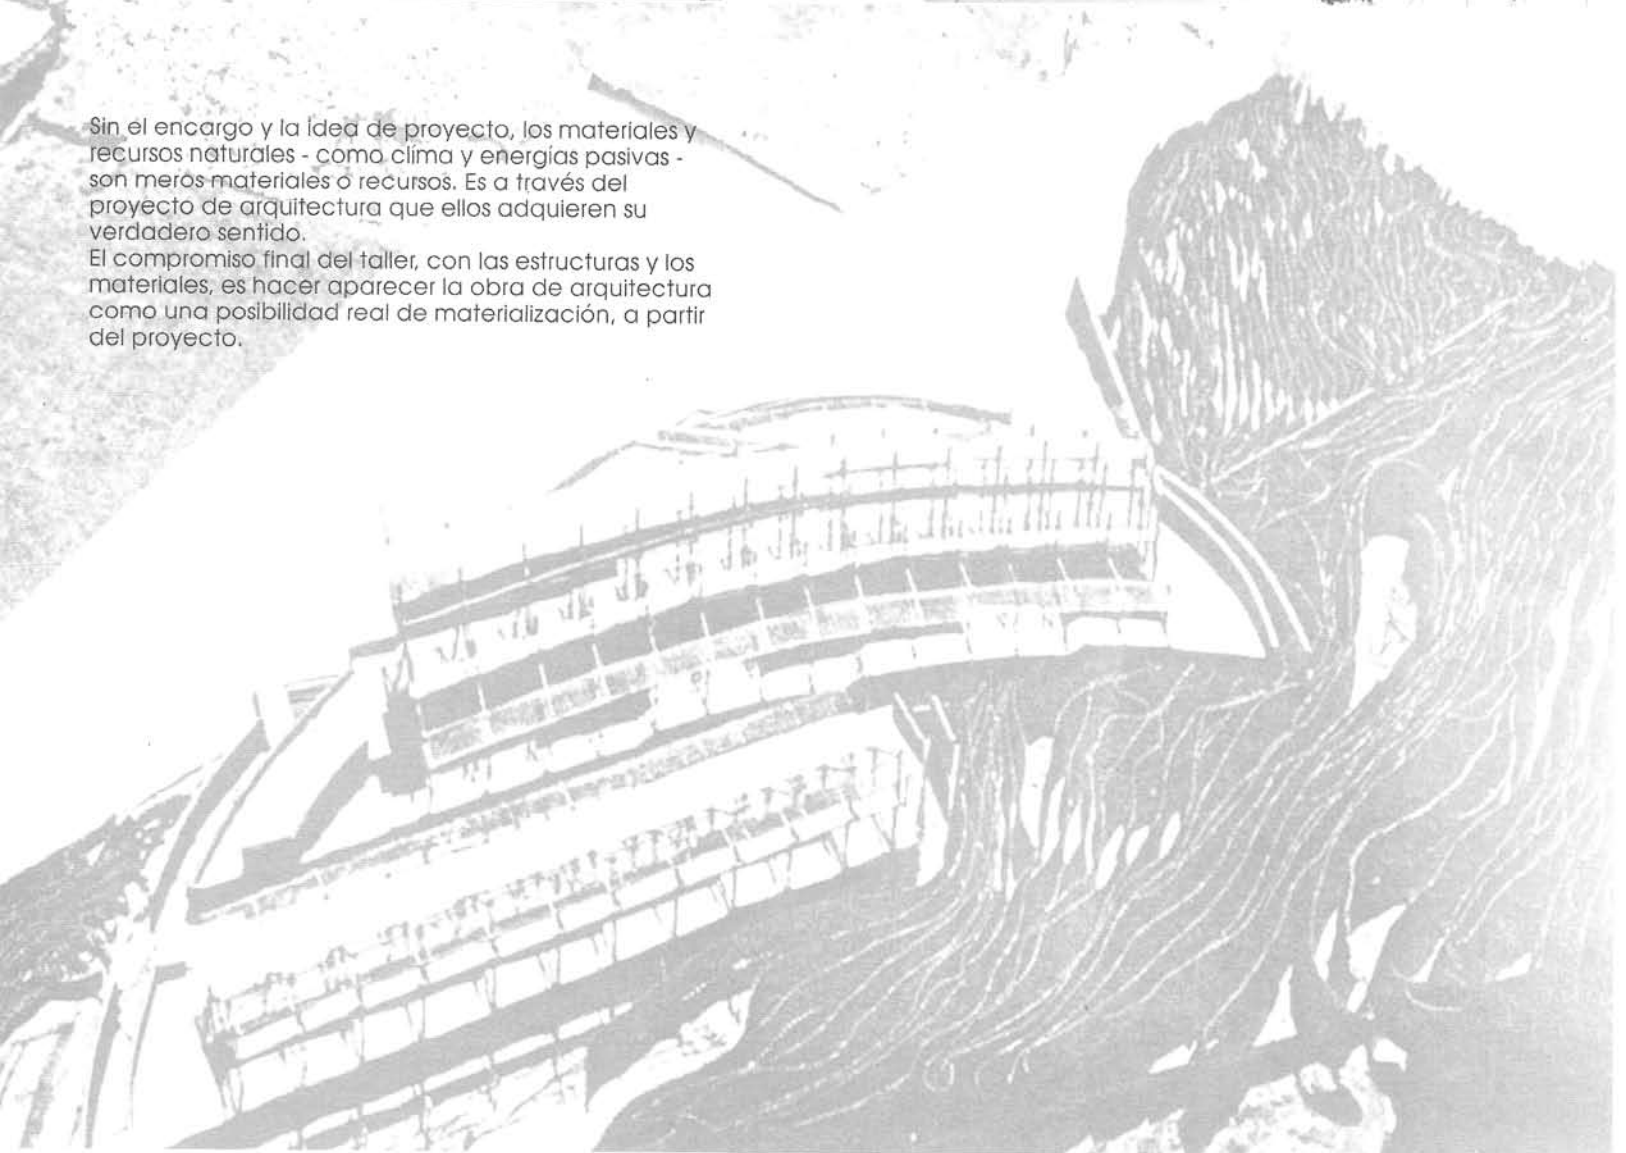 Sin el encargo y la idea de proyecto, los materiales y
recursos naturales - como clima y energías pasivas -
son meros materiales o recursos. Es a través del
proyecto de arquitectura que ellos adquieren su
verdadero sentido.
El compromiso final del taller, con las estructuras y los
materiales, es hacer aparecer la obra de arquitectura
como una posibilidad real de materialización, a partir
del proyecto.